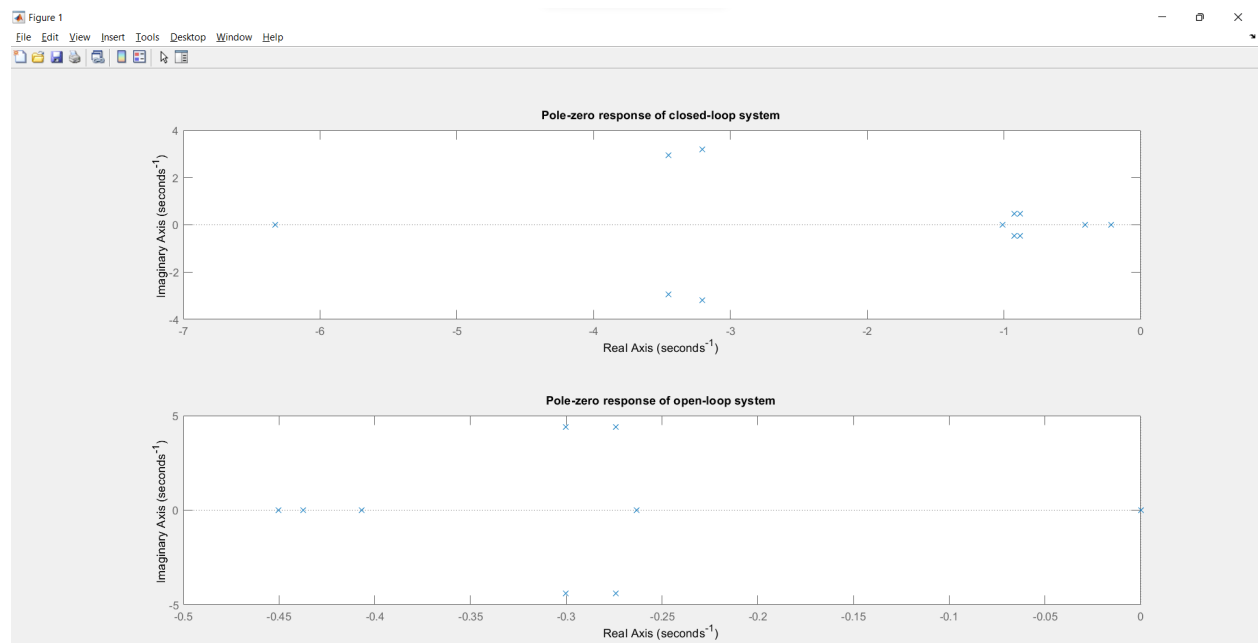 Figure 1
File Edit View Insert Tools Desktop Window Help
Pole-zero response of closed-loop system
4
2
0
-2
-4
Imaginary Axis (seconds⁻¹)
-7 -6 -5 -4 -3 -2 -1 0
Real Axis (seconds⁻¹)
Pole-zero response of open-loop system
5
0
-5
Imaginary Axis (seconds⁻¹)
-0.5 -0.45 -0.4 -0.35 -0.3 -0.25 -0.2 -0.15 -0.1 -0.05 0
Real Axis (seconds⁻¹)